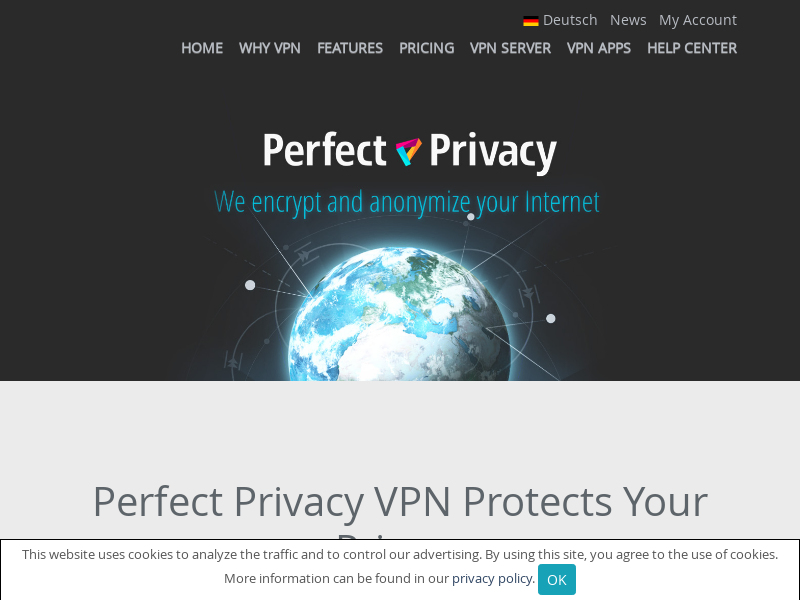 Deutsch News My Account
HOME WHY VPN FEATURES PRICING VPN SERVER VPN APPS HELP CENTER
Perfect Privacy
We encrypt and anonymize your Internet
Perfect Privacy VPN Protects Your
This website uses cookies to analyze the traffic and to control our advertising. By using this site, you agree to the use of cookies.
More information can be found in our privacy policy. OK